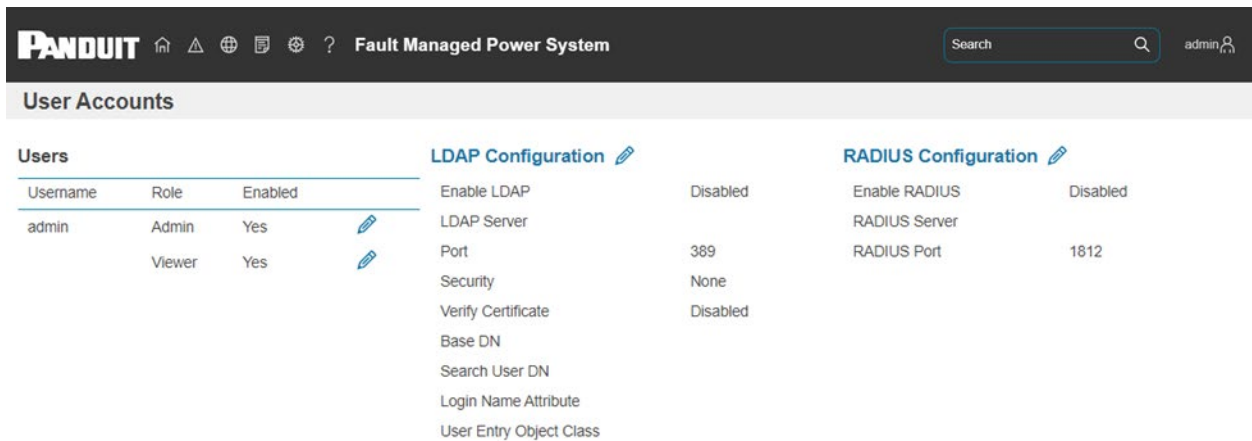 PANDUIT ? Fault Managed Power System Search admin
User Accounts
Users
Username Role Enabled
admin Admin Yes
Viewer Yes
LDAP Configuration
Enable LDAP Disabled
LDAP Server
Port 389
Security None
Verify Certificate Disabled
Base DN
Search User DN
Login Name Attribute
User Entry Object Class
RADIUS Configuration
Enable RADIUS Disabled
RADIUS Server
RADIUS Port 1812